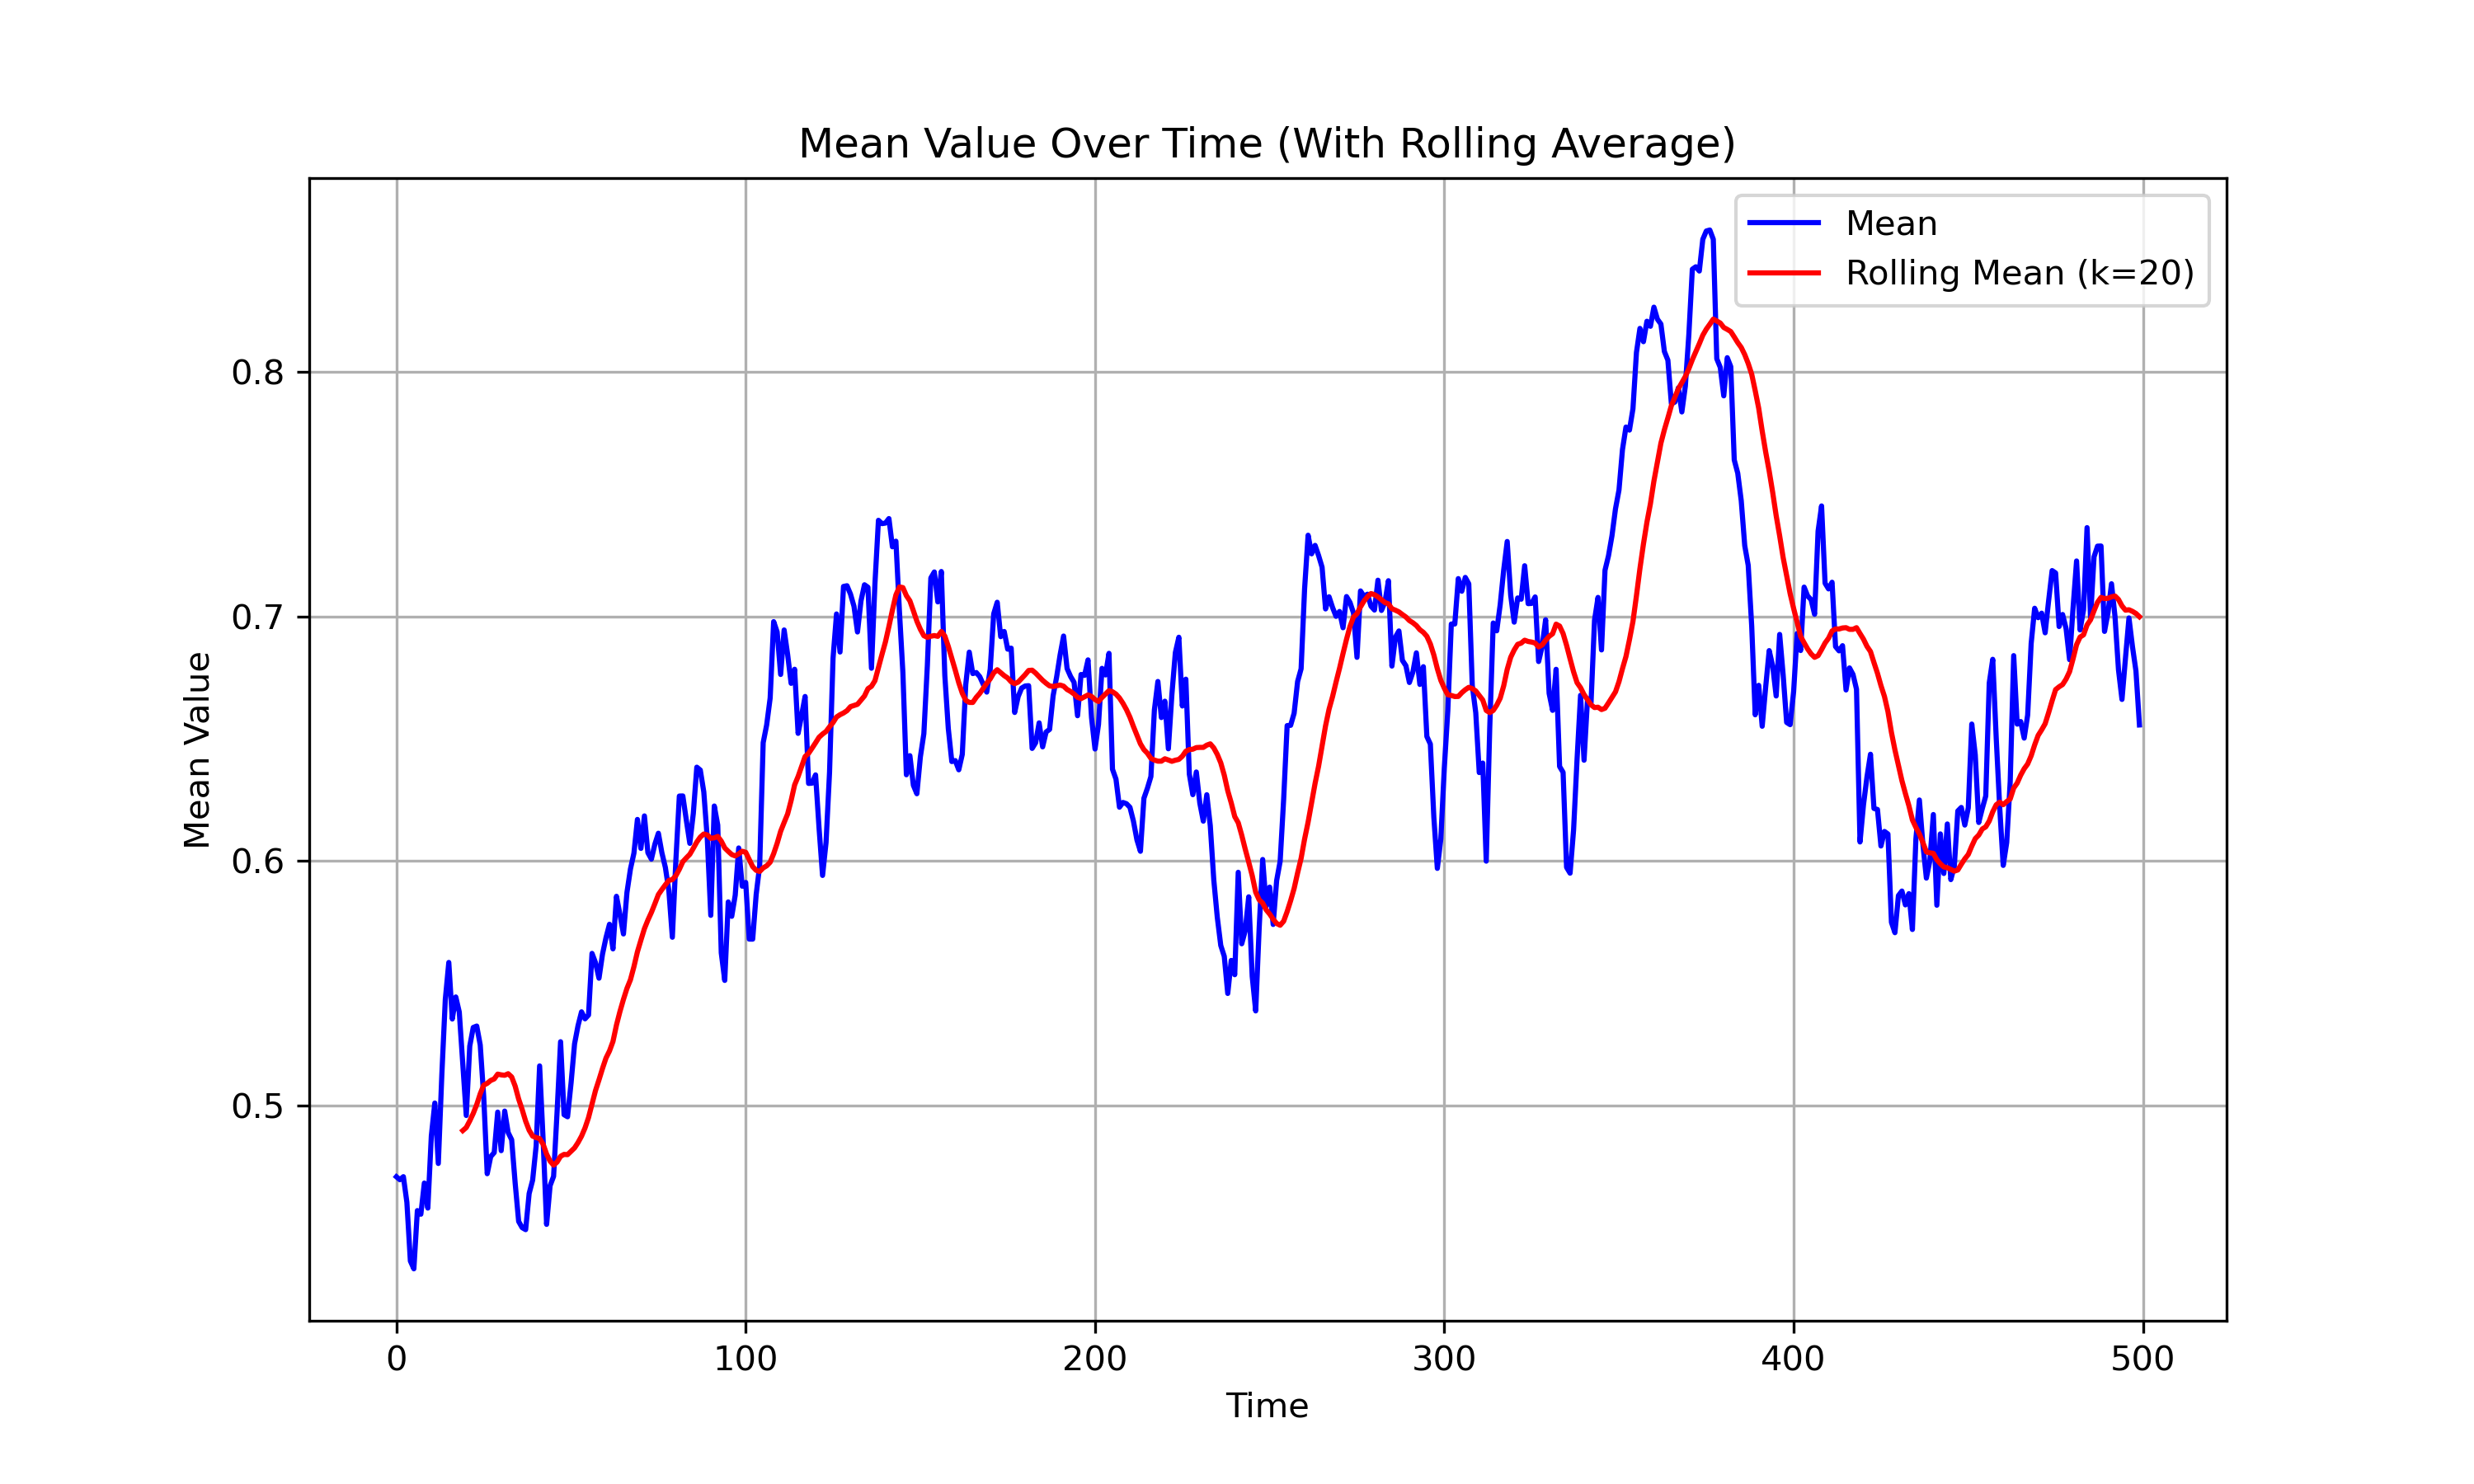 Mean Value Over Time (With Rolling Average)
Mean
Rolling Mean (k=20)
Mean Value
0.8
0.7
0.6
0.5
0 100 200 300 400 500
Time